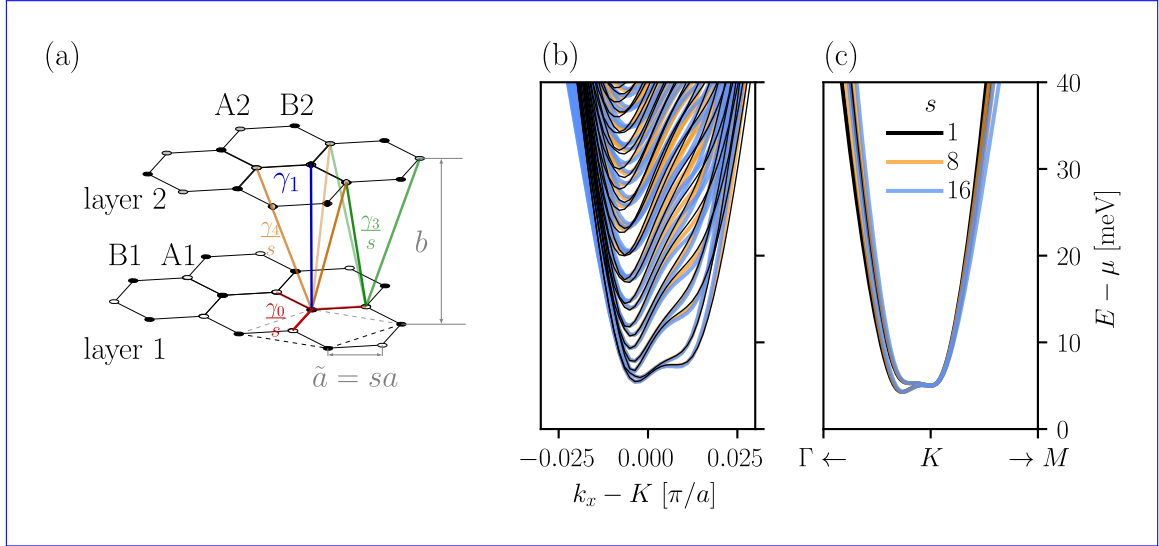 (a)
A2 B2
γ₁
layer 2
γ₄/s
γ₃/s
b
B1 A1
γ₀/s
layer 1
ã = sa
(b)
−0.025 0.000 0.025
kₓ − K [π/a]
(c)
s
1
8
16
40
30
20
10
0
E − μ [meV]
Γ ← K → M